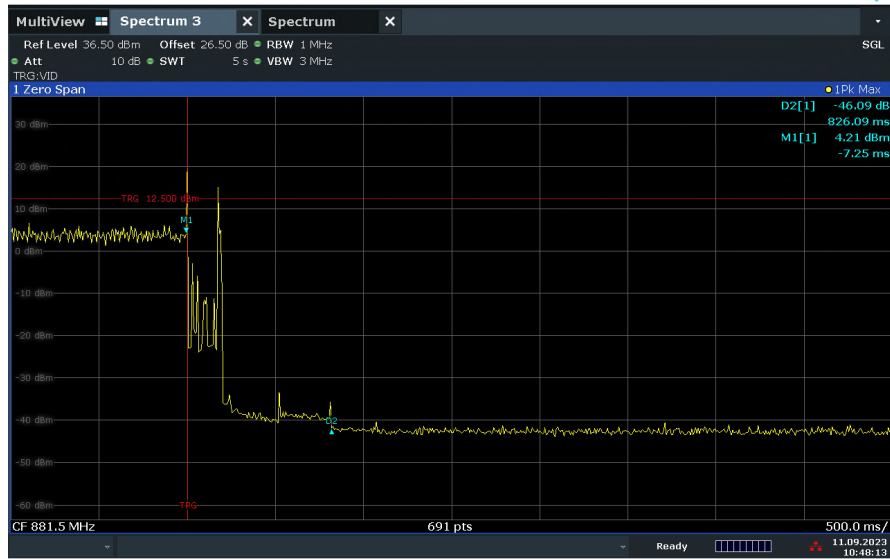 MultiView Spectrum 3 X Spectrum X
Ref Level 36.50 dBm Offset 26.50 dB RBW 1 MHz SGL
Att 10 dB SWT 5 s VBW 3 MHz
TRG:VID
1 Zero Span 1Pk Max
D2[1] -46.09 dB
826.09 ms
M1[1] 4.21 dBm
-7.25 ms
30 dBm
20 dBm
TRG 12.500 dBm
10 dBm
M1
0 dBm
-10 dBm
-20 dBm
-30 dBm
-40 dBm
D2
-50 dBm
-60 dBm
TRG
CF 881.5 MHz 691 pts 500.0 ms/
Ready 11.09.2023
10:48:13